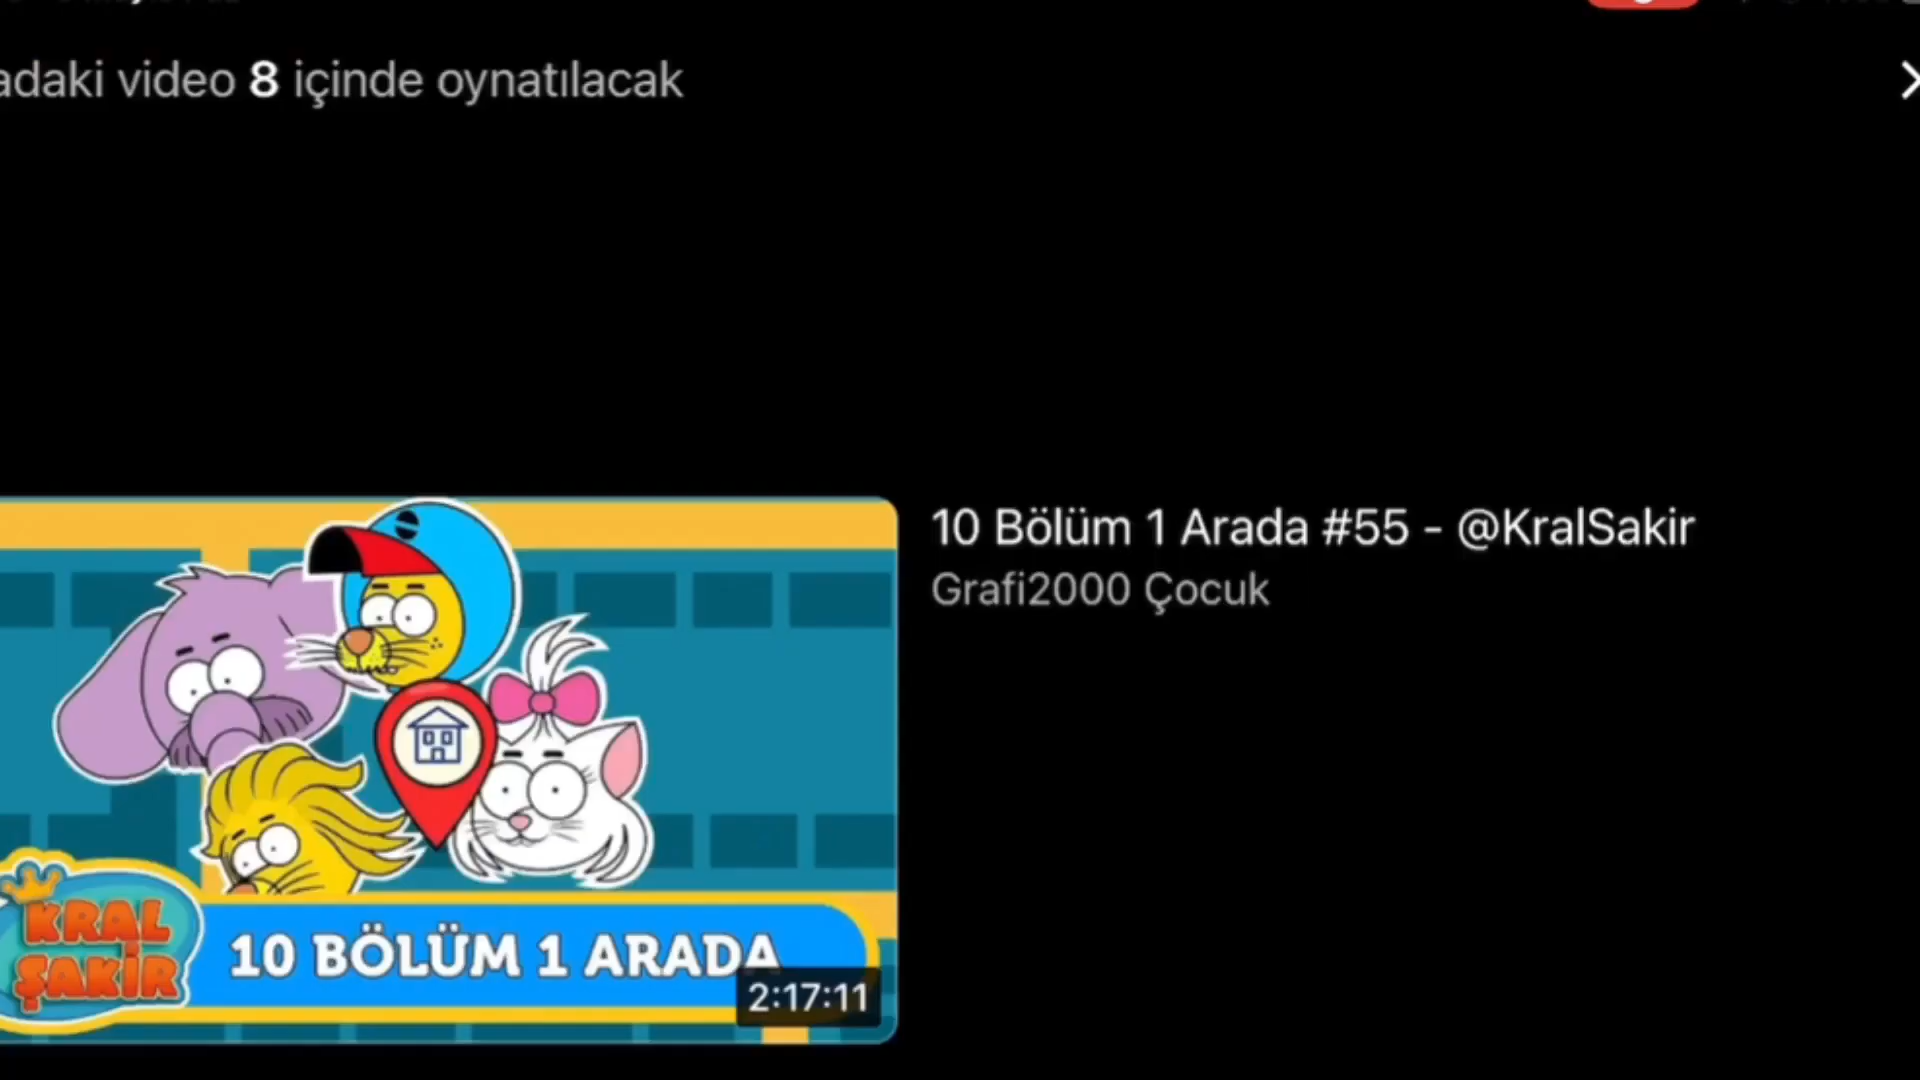 adaki video 8 içinde oynatılacak
10 Bölüm 1 Arada #55 - @KralSakir
Grafi2000 Çocuk
KRAL
ŞAKİR
10 BÖLÜM 1 ARADA
2:17:11